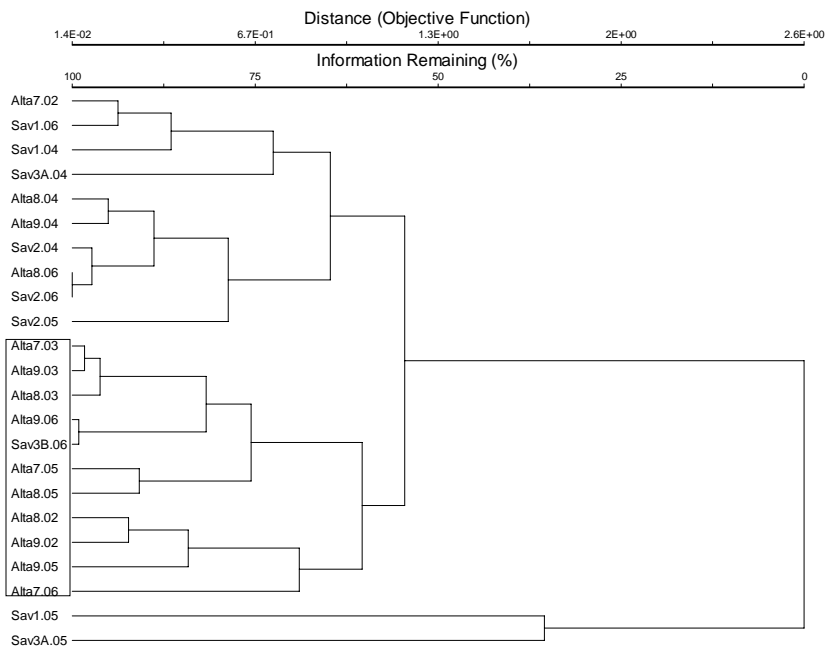 Distance (Objective Function)
1.4E-02 6.7E-01 1.3E+00 2E+00 2.6E+00
Information Remaining (%)
100 75 50 25 0
Alta7.02
Sav1.06
Sav1.04
Sav3A.04
Alta8.04
Alta9.04
Sav2.04
Alta8.06
Sav2.06
Sav2.05
Alta7.03
Alta9.03
Alta8.03
Alta9.06
Sav3B.06
Alta7.05
Alta8.05
Alta8.02
Alta9.02
Alta9.05
Alta7.06
Sav1.05
Sav3A.05